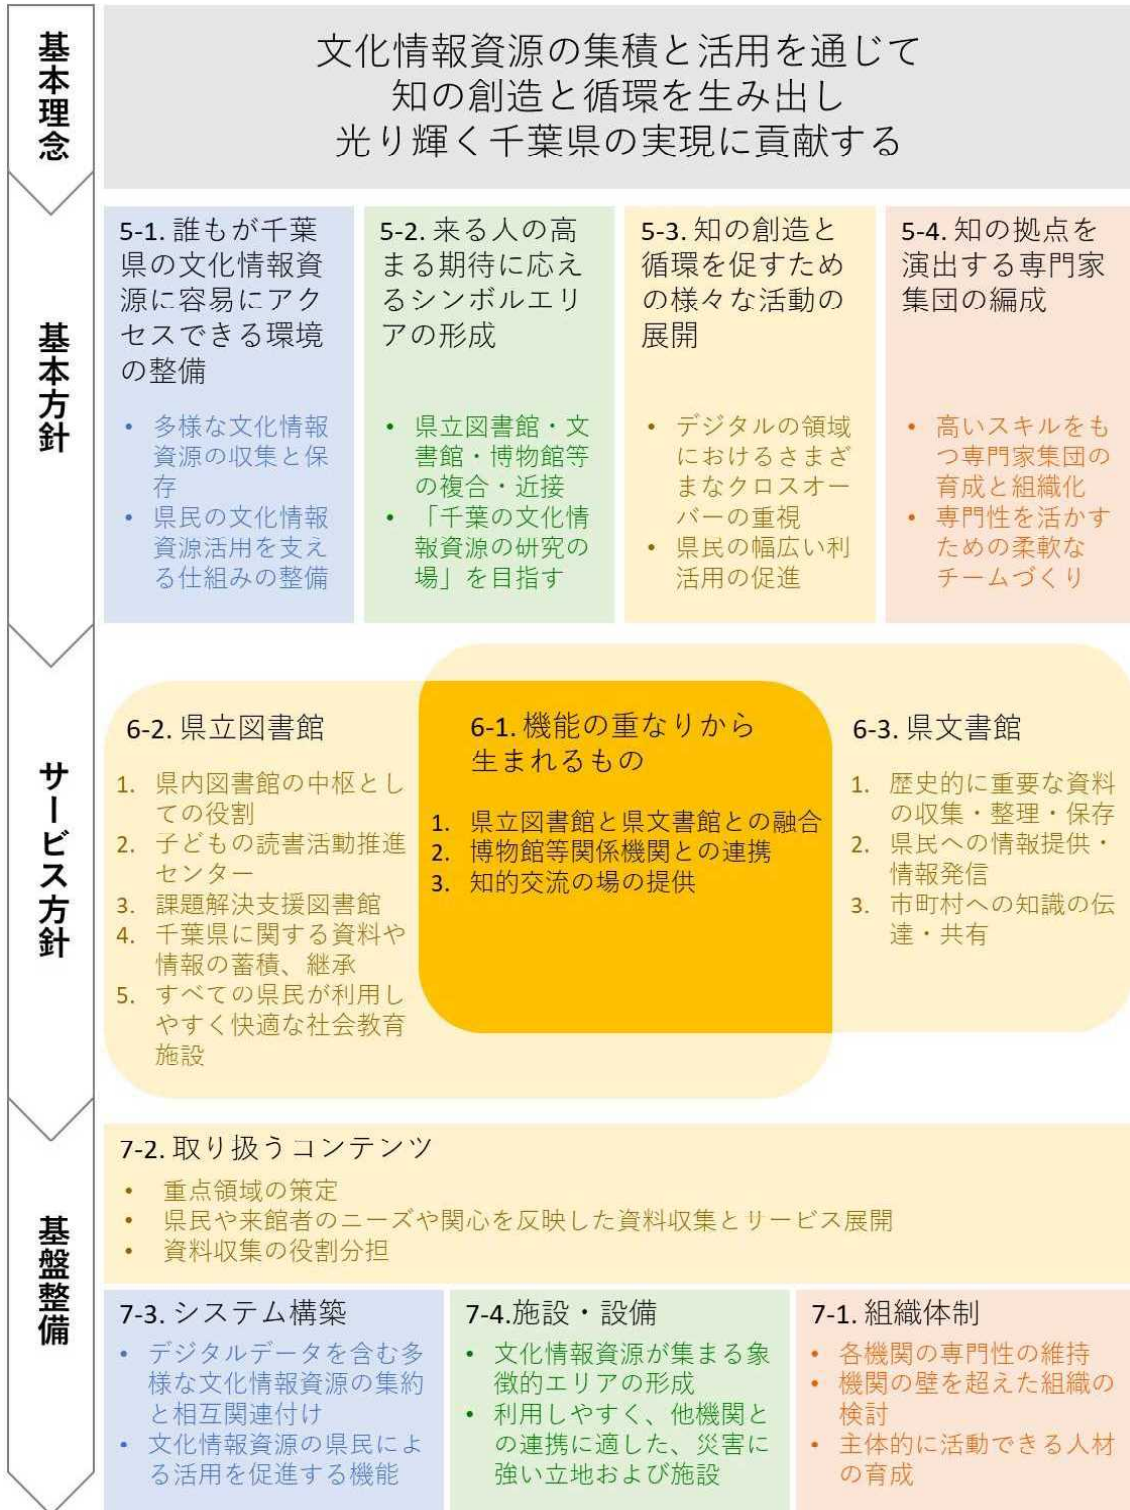 基本理念
文化情報資源の集積と活用を通じて
知の創造と循環を生み出し
光り輝く千葉県の実現に貢献する
基本方針
5-1. 誰もが千葉
県の文化情報資
源に容易にアク
セスできる環境
の整備
• 多様な文化情報
資源の収集と保
存
• 県民の文化情報
資源活用を支え
る仕組みの整備
5-2. 来る人の高
まる期待に応え
るシンボルエリ
アの形成
• 県立図書館・文
書館・博物館等
の複合・近接
• 「千葉の文化情
報資源の研究の
場」を目指す
5-3. 知の創造と
循環を促すため
の様々な活動の
展開
• デジタルの領域
におけるさまざ
まなクロスオー
バーの重視
• 県民の幅広い利
活用の促進
5-4. 知の拠点を
演出する専門家
集団の編成
• 高いスキルをも
つ専門家集団の
育成と組織化
• 専門性を活かす
ための柔軟な
チームづくり
サービス方針
6-2. 県立図書館
1. 県内図書館の中枢とし
ての役割
2. 子どもの読書活動推進
センター
3. 課題解決支援図書館
4. 千葉県に関する資料や
情報の蓄積、継承
5. すべての県民が利用し
やすく快適な社会教育
施設
6-1. 機能の重なりから
生まれるもの
1. 県立図書館と県文書館との融合
2. 博物館等関係機関との連携
3. 知的交流の場の提供
6-3. 県文書館
1. 歴史的に重要な資料
の収集・整理・保存
2. 県民への情報提供・
情報発信
3. 市町村への知識の伝
達・共有
基盤整備
7-2. 取り扱うコンテンツ
• 重点領域の策定
• 県民や来館者のニーズや関心を反映した資料収集とサービス展開
• 資料収集の役割分担
7-3. システム構築
• デジタルデータを含む多
様な文化情報資源の集約
と相互関連付け
• 文化情報資源の県民によ
る活用を促進する機能
7-4.施設・設備
• 文化情報資源が集まる象
徴的エリアの形成
• 利用しやすく、他機関と
の連携に適した、災害に
強い立地および施設
7-1. 組織体制
• 各機関の専門性の維持
• 機関の壁を超えた組織の
検討
• 主体的に活動できる人材
の育成